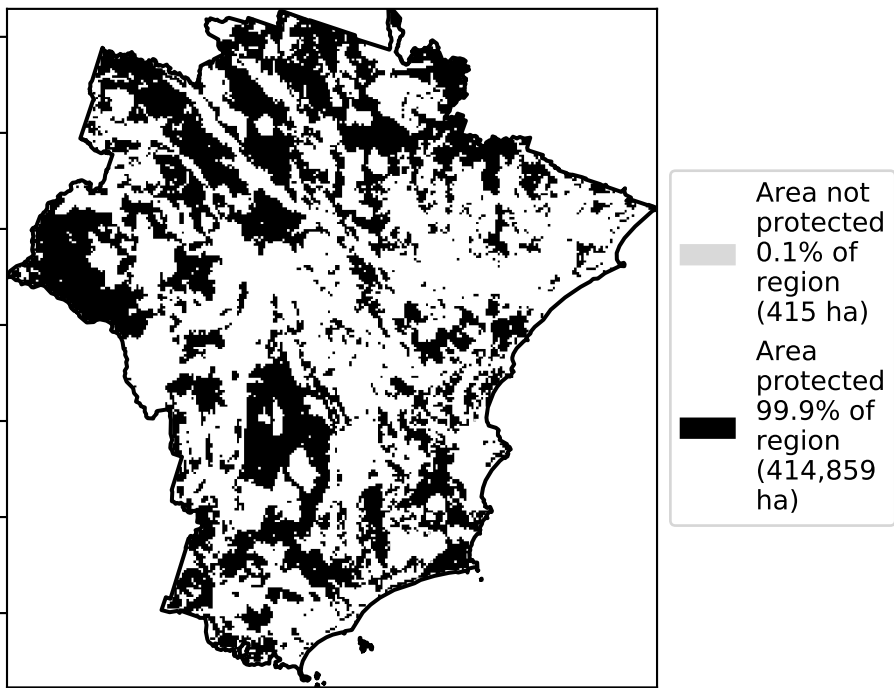 Area not
protected
0.1% of
region
(415 ha)
Area
protected
99.9% of
region
(414,859
ha)